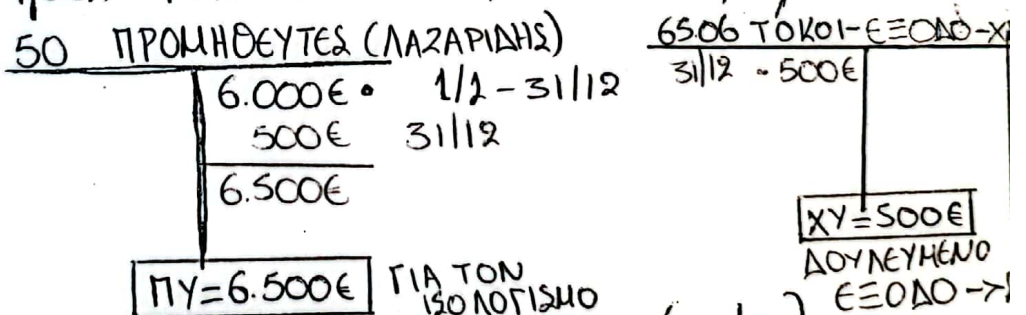 50 ΠΡΟΜΗΘΕΥΤΕΣ (ΛΑΖΑΡΙΔΗΣ)
6.000€ • 1/1 - 31/12
500€ 31/12
6.500€
ΠΥ=6.500€ ΓΙΑ ΤΟΝ
ΙΣΟΛΟΓΙΣΜΟ
65.06 ΤΟΚΟΙ-ΕΞΟΔΟ-
31/12 - 500€
ΧΥ=500€
ΔΟΥΛΕΥΜΕΝΟ
ΕΞΟΔΟ ->